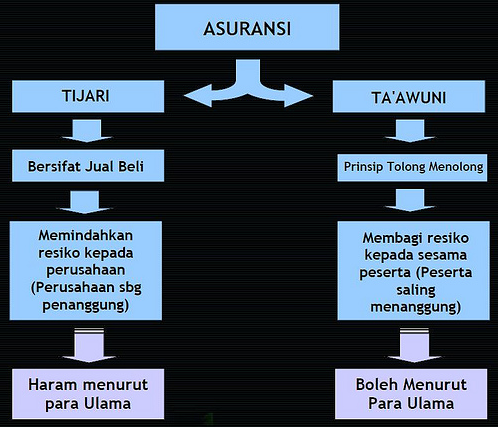 ASURANSI
TIJARI
Bersifat Jual Beli
Memindahkan
resiko kepada
perusahaan
(Perusahaan sbg
penanggung)
Haram menurut
para Ulama
TA'AWUNI
Prinsip Tolong Menolong
Membagi resiko
kepada sesama
peserta (Peserta
saling
menanggung)
Boleh Menurut
Para Ulama